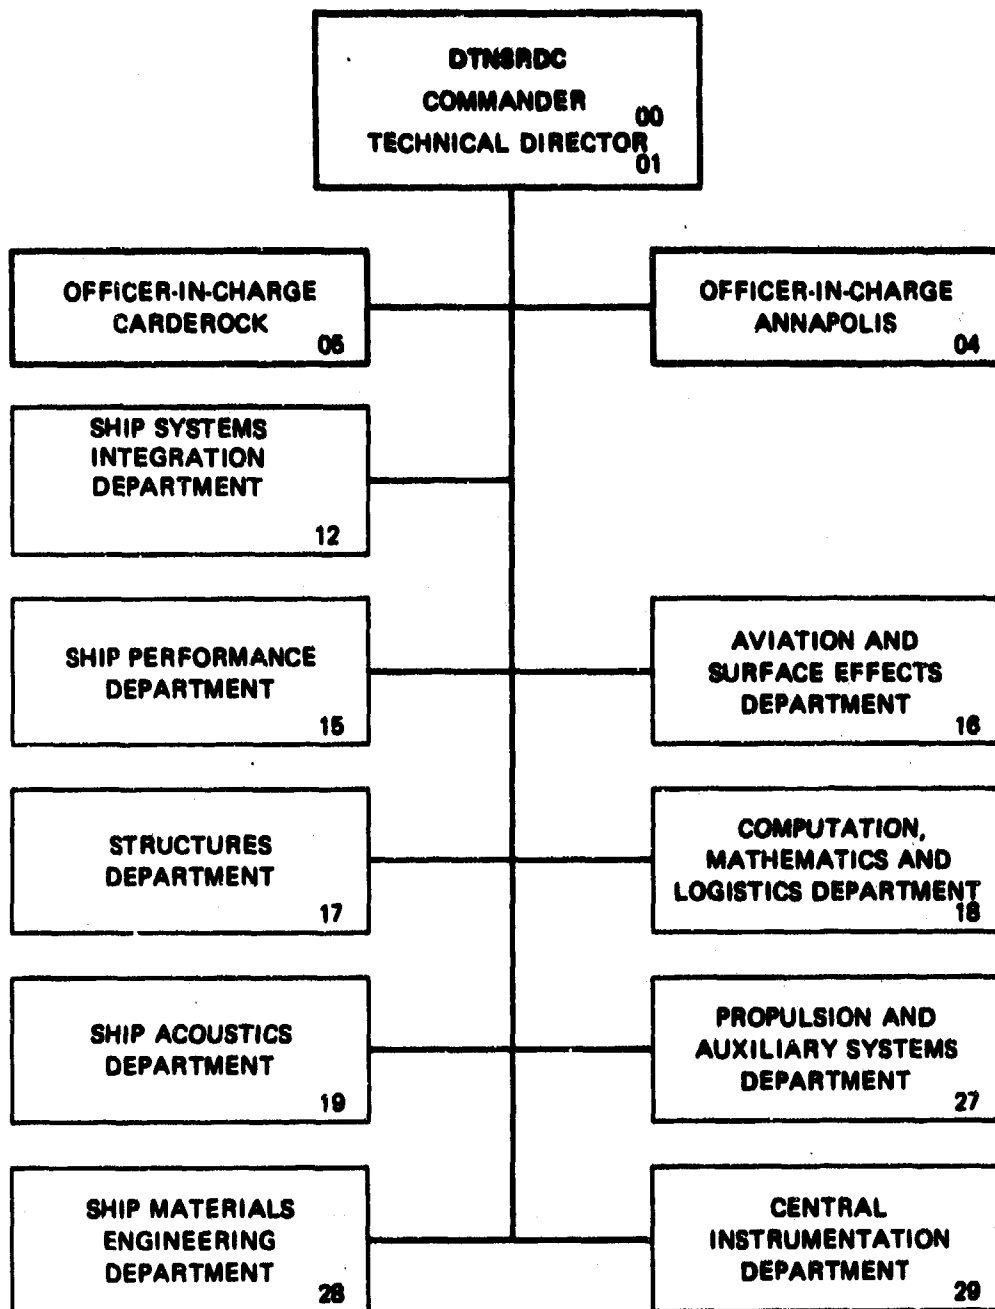 DTNSRDC
COMMANDER
00
TECHNICAL DIRECTOR
01
OFFICER-IN-CHARGE
CARDEROCK
05
OFFICER-IN-CHARGE
ANNAPOLIS
04
SHIP SYSTEMS
INTEGRATION
DEPARTMENT
12
SHIP PERFORMANCE
DEPARTMENT
15
AVIATION AND
SURFACE EFFECTS
DEPARTMENT
16
STRUCTURES
DEPARTMENT
17
COMPUTATION,
MATHEMATICS AND
LOGISTICS DEPARTMENT
18
SHIP ACOUSTICS
DEPARTMENT
19
PROPULSION AND
AUXILIARY SYSTEMS
DEPARTMENT
27
SHIP MATERIALS
ENGINEERING
DEPARTMENT
28
CENTRAL
INSTRUMENTATION
DEPARTMENT
29